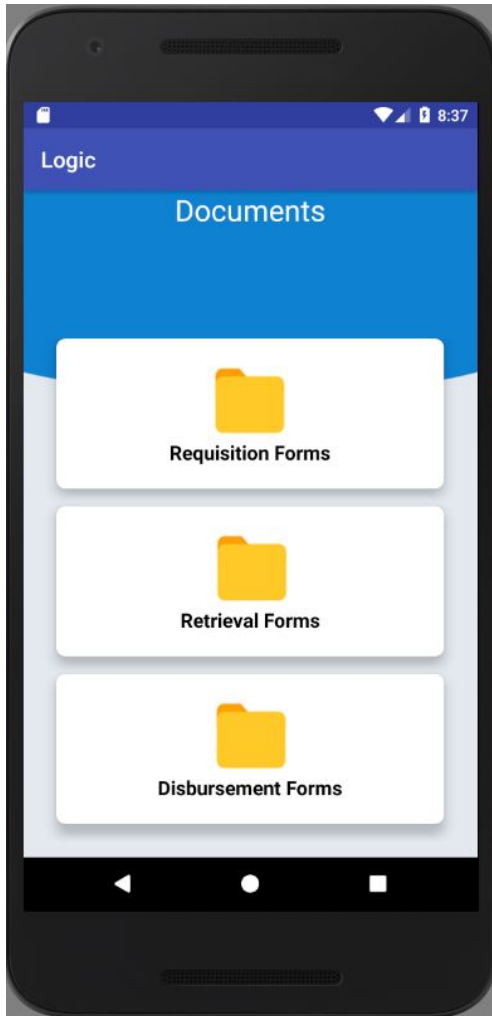 8:37
Logic
Documents
Requisition Forms
Retrieval Forms
Disbursement Forms